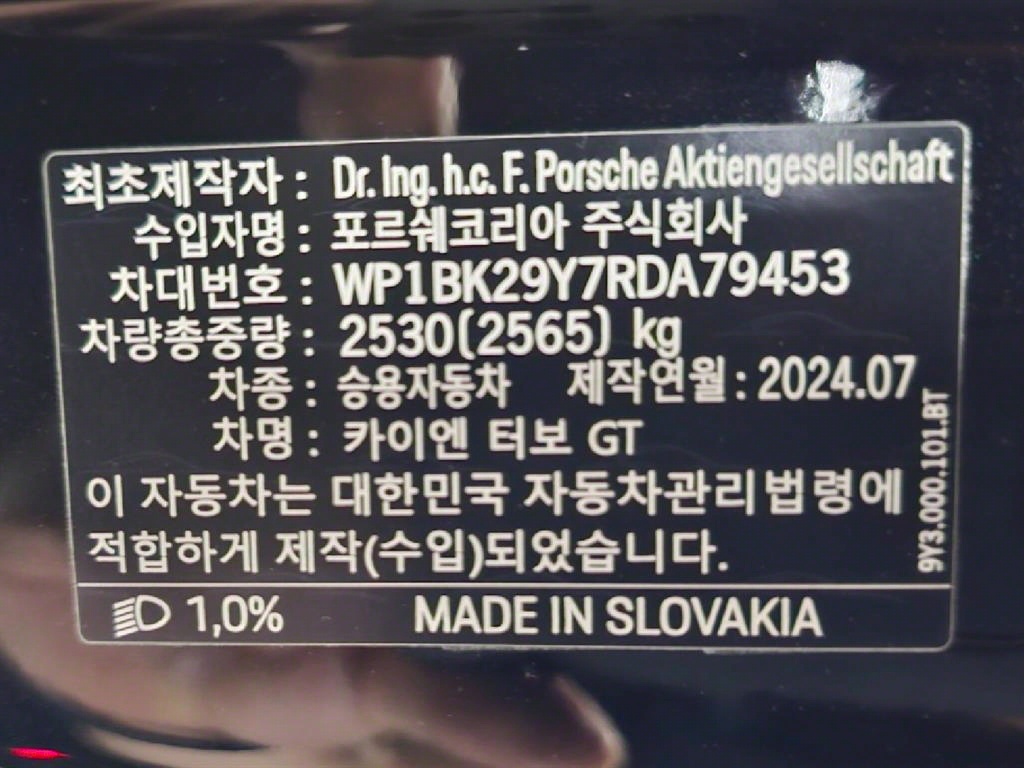 최초제작자 : Dr. Ing. h.c. F. Porsche Aktiengesellschaft
수입자명 : 포르쉐코리아 주식회사
차대번호 : WP1BK29Y7RDA79453
차량총중량 : 2530(2565) kg
차종 : 승용자동차 제작연월 : 2024.07
차명 : 카이엔 터보 GT
이 자동차는 대한민국 자동차관리법령에
적합하게 제작(수입)되었습니다.
9Y3.000.101.BT
1,0% MADE IN SLOVAKIA